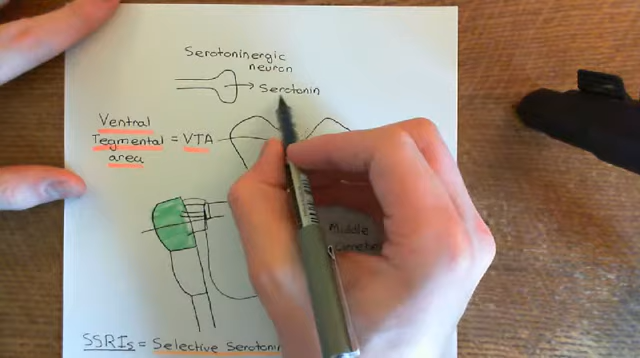 Serotoninergic
neuron
Serotonin
Ventral
Tegmental = VTA
area
Middle
SSRIs = Selective Serotonin